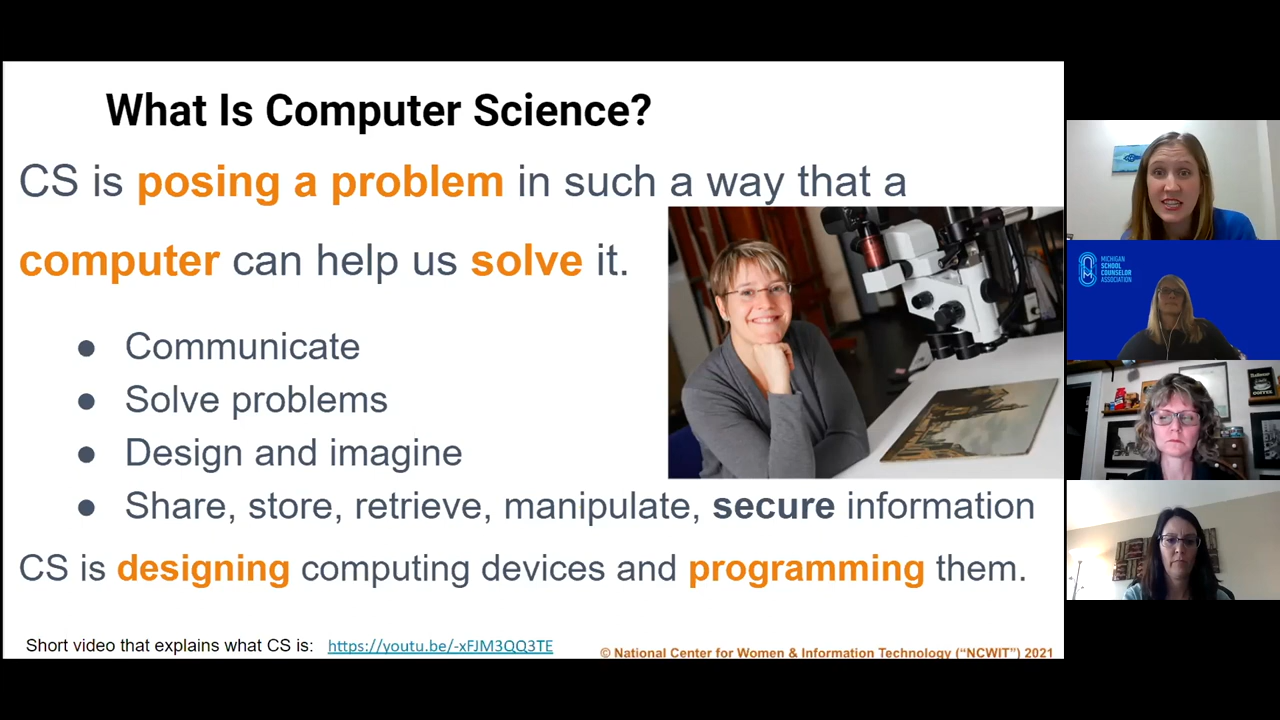 What Is Computer Science?
CS is posing a problem in such a way that a
computer can help us solve it.
● Communicate
● Solve problems
● Design and imagine
● Share, store, retrieve, manipulate, secure information
CS is designing computing devices and programming them.
Short video that explains what CS is: https://youtu.be/-xFJM3QQ3TE
© National Center for Women & Information Technology ("NCWIT") 2021
MICHIGAN
SCHOOL
COUNSELOR
ASSOCIATION
COFFEE